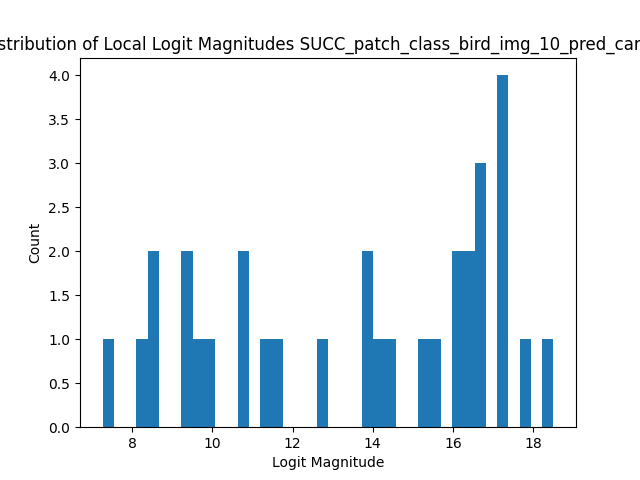 stribution of Local Logit Magnitudes SUCC_patch_class_bird_img_10_pred_car
4.0
3.5
3.0
2.5
2.0
1.5
1.0
0.5
0.0
Count
8 10 12 14 16 18
Logit Magnitude